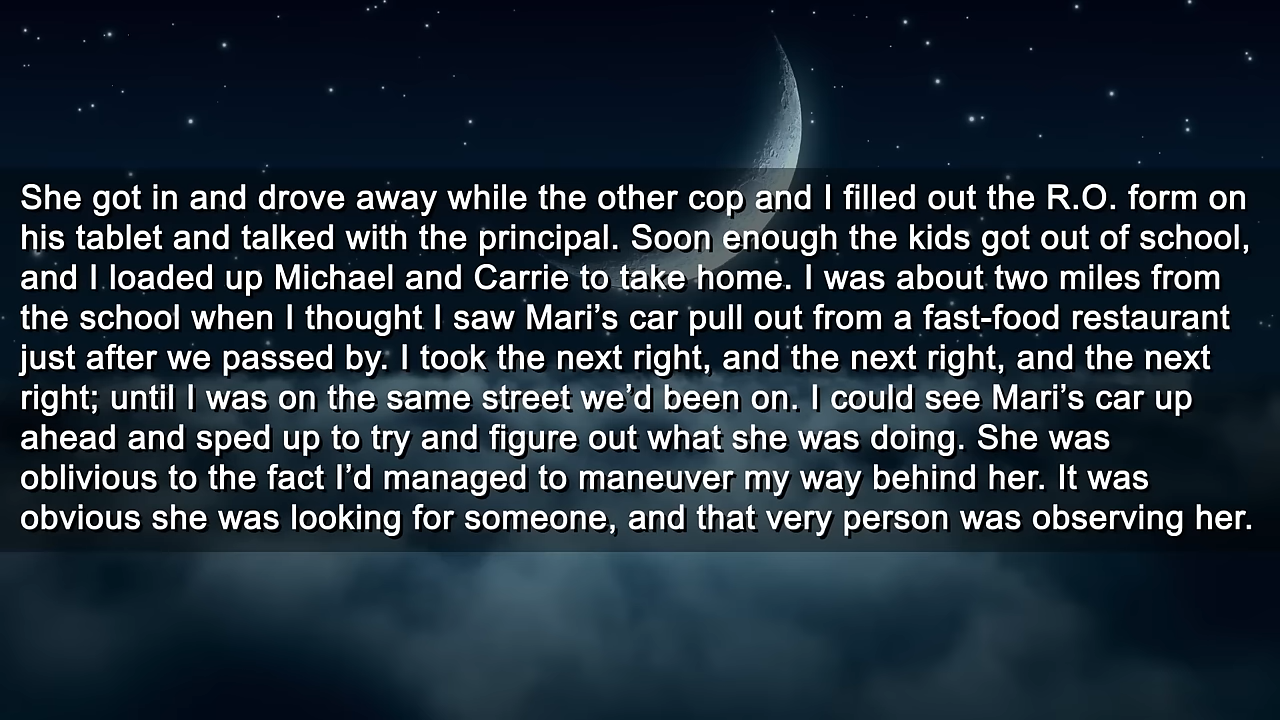 She got in and drove away while the other cop and I filled out the R.O. form on
his tablet and talked with the principal. Soon enough the kids got out of school,
and I loaded up Michael and Carrie to take home. I was about two miles from
the school when I thought I saw Mari’s car pull out from a fast-food restaurant
just after we passed by. I took the next right, and the next right, and the next
right; until I was on the same street we’d been on. I could see Mari’s car up
ahead and sped up to try and figure out what she was doing. She was
oblivious to the fact I’d managed to maneuver my way behind her. It was
obvious she was looking for someone, and that very person was observing her.